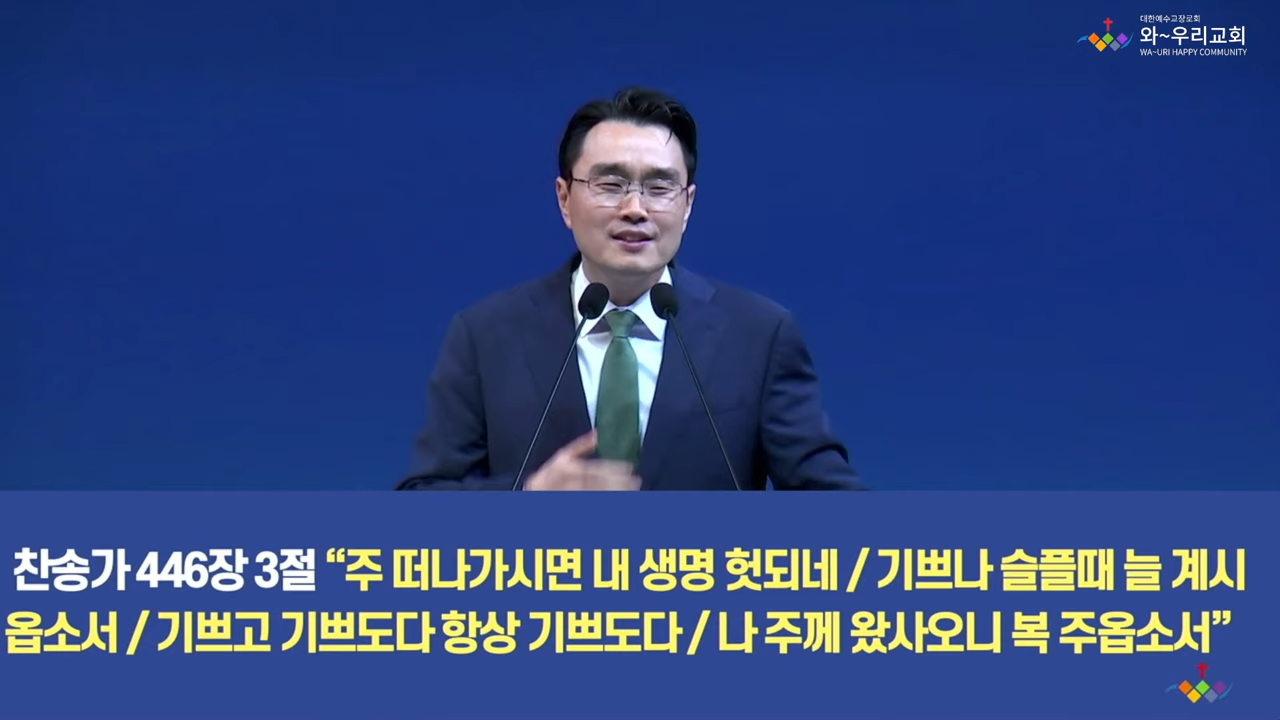 대한예수교장로회
와~우리교회
WA~URI HAPPY COMMUNITY
찬송가 446장 3절 “주 떠나가시면 내 생명 헛되네 / 기쁘나 슬플때 늘 계시
옵소서 / 기쁘고 기쁘도다 항상 기쁘도다 / 나 주께 왔사오니 복 주옵소서”